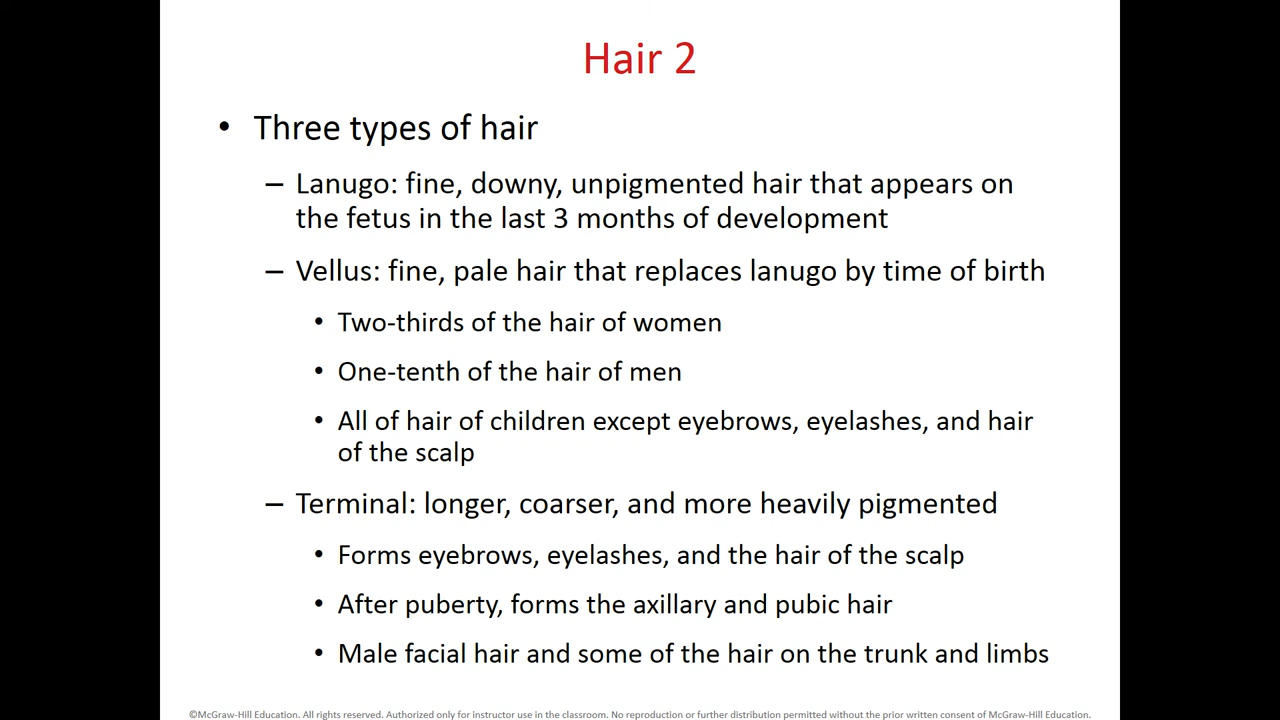 Hair 2
• Three types of hair
– Lanugo: fine, downy, unpigmented hair that appears on
the fetus in the last 3 months of development
– Vellus: fine, pale hair that replaces lanugo by time of birth
• Two-thirds of the hair of women
• One-tenth of the hair of men
• All of hair of children except eyebrows, eyelashes, and hair
of the scalp
– Terminal: longer, coarser, and more heavily pigmented
• Forms eyebrows, eyelashes, and the hair of the scalp
• After puberty, forms the axillary and pubic hair
• Male facial hair and some of the hair on the trunk and limbs
©McGraw-Hill Education. All rights reserved. Authorized only for instructor use in the classroom. No reproduction or further distribution permitted without the prior written consent of McGraw-Hill Education.